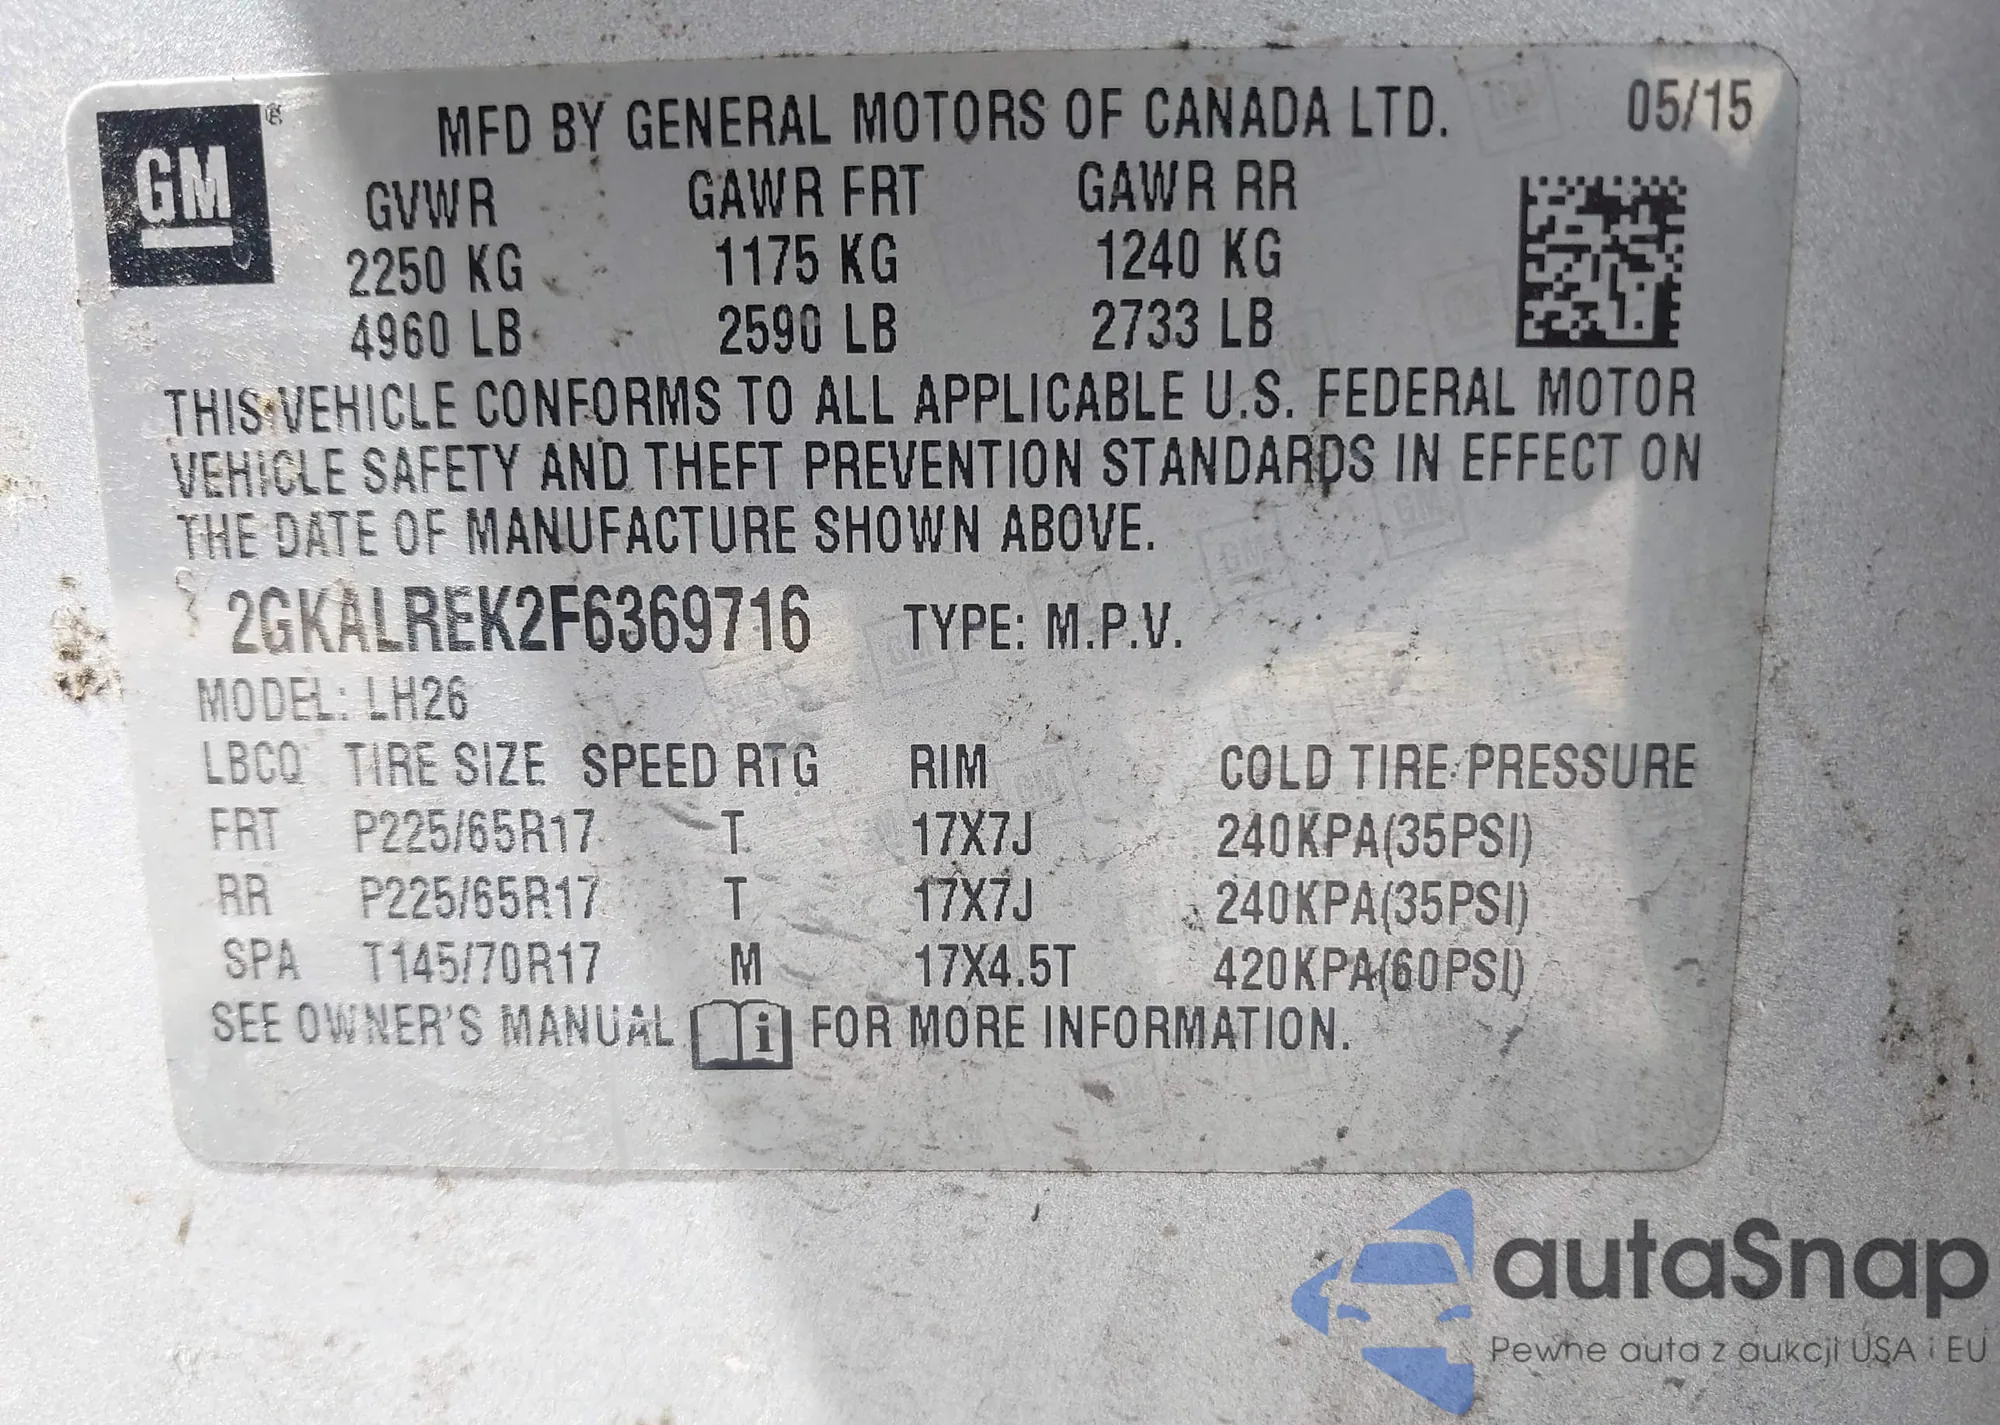 GM
MFD BY GENERAL MOTORS OF CANADA LTD. 05/15
GVWR GAWR FRT GAWR RR
2250 KG 1175 KG 1240 KG
4960 LB 2590 LB 2733 LB
THIS VEHICLE CONFORMS TO ALL APPLICABLE U.S. FEDERAL MOTOR
VEHICLE SAFETY AND THEFT PREVENTION STANDARDS IN EFFECT ON
THE DATE OF MANUFACTURE SHOWN ABOVE.
2GKALREK2F6369716 TYPE: M.P.V.
MODEL: LH26
LBCQ TIRE SIZE SPEED RTG RIM COLD TIRE PRESSURE
FRT P225/65R17 T 17X7J 240KPA(35PSI)
RR P225/65R17 T 17X7J 240KPA(35PSI)
SPA T145/70R17 M 17X4.5T 420KPA(60PSI)
SEE OWNER'S MANUAL i FOR MORE INFORMATION.
autaSnap
Pewne auta z aukcji USA i EU